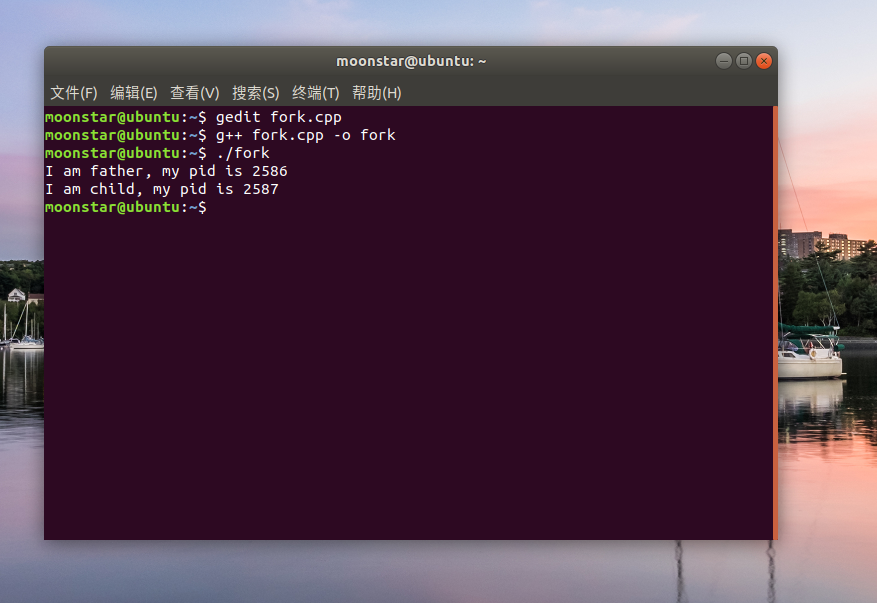 moonstar@ubuntu: ~
文件(F) 编辑(E) 查看(V) 搜索(S) 终端(T) 帮助(H)
moonstar@ubuntu:~$ gedit fork.cpp
moonstar@ubuntu:~$ g++ fork.cpp -o fork
moonstar@ubuntu:~$ ./fork
I am father, my pid is 2586
I am child, my pid is 2587
moonstar@ubuntu:~$